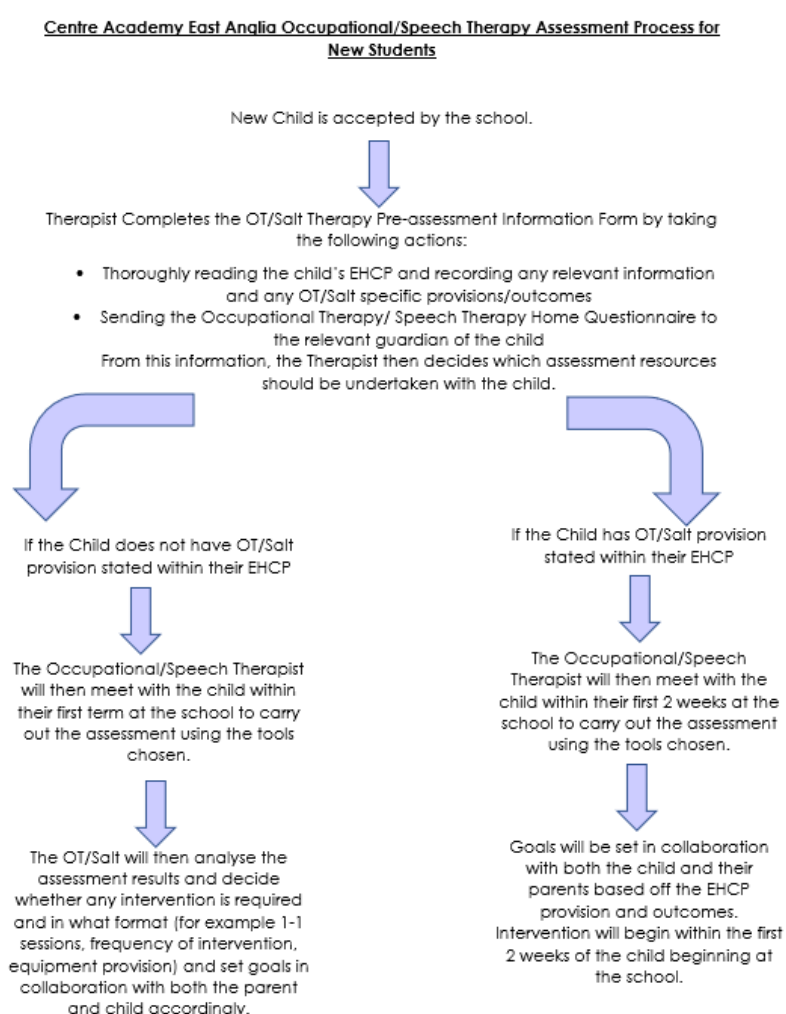 Centre Academy East Anglia Occupational/Speech Therapy Assessment Process for
New Students
New Child is accepted by the school.
Therapist Completes the OT/Salt Therapy Pre-assessment Information Form by taking
the following actions:
• Thoroughly reading the child's EHCP and recording any relevant information
and any OT/Salt specific provisions/outcomes
• Sending the Occupational Therapy/ Speech Therapy Home Questionnaire to
the relevant guardian of the child
From this information, the Therapist then decides which assessment resources
should be undertaken with the child.
If the Child does not have OT/Salt
provision stated within their EHCP
The Occupational/Speech Therapist
will then meet with the child within
their first term at the school to carry
out the assessment using the tools
chosen.
The OT/Salt will then analyse the
assessment results and decide
whether any intervention is required
and in what format (for example 1-1
sessions, frequency of intervention,
equipment provision) and set goals in
collaboration with both the parent
and child accordingly.
If the Child has OT/Salt provision
stated within their EHCP
The Occupational/Speech
Therapist will then meet with the
child within their first 2 weeks at the
school to carry out the assessment
using the tools chosen.
Goals will be set in collaboration
with both the child and their
parents based off the EHCP
provision and outcomes.
Intervention will begin within the first
2 weeks of the child beginning at
the school.